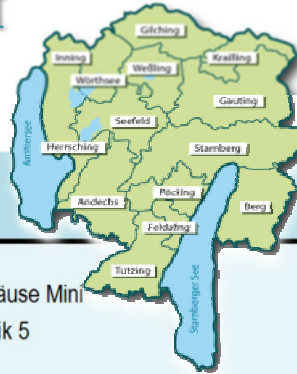 Gilching
Inning
Weßling
Krailling
Wörthsee
Gauting
Seefeld
Ammersee
Herrsching
Starnberg
Pöcking
Andechs
Berg
Feldafing
Tutzing
Starnberger See
äuse Mini
ik 5